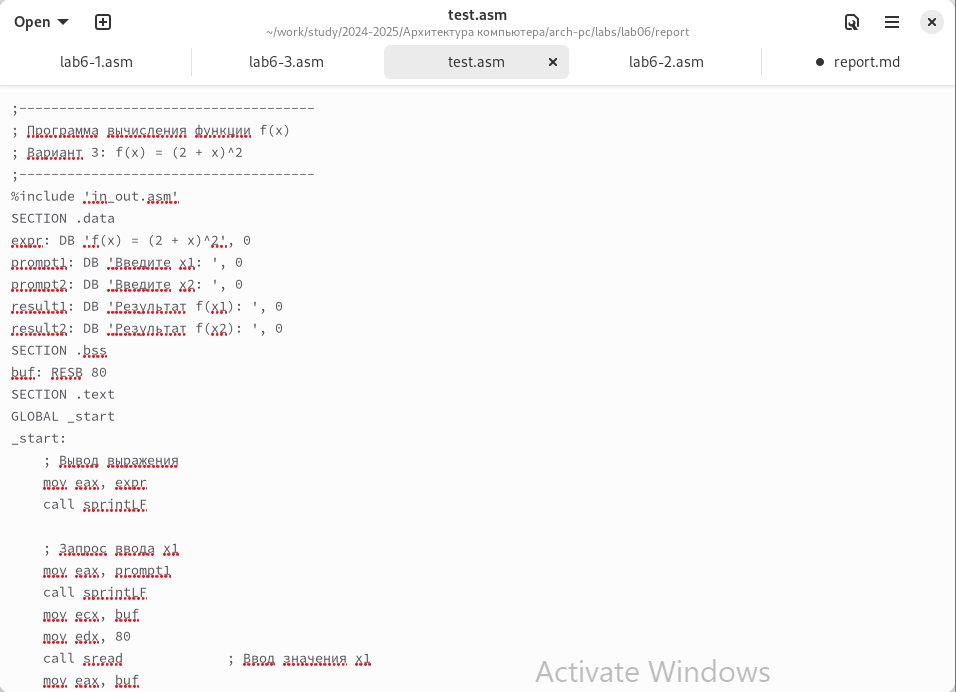 Open
test.asm
~/work/study/2024-2025/Архитектура компьютера/arch-pc/labs/lab06/report
lab6-1.asm
lab6-3.asm
test.asm
lab6-2.asm
report.md
;-------------------------------------
; Программа вычисления функции f(x)
; Вариант 3: f(x) = (2 + x)^2
;-------------------------------------
%include 'in_out.asm'
SECTION .data
expr: DB 'f(x) = (2 + x)^2', 0
prompt1: DB 'Введите x1: ', 0
prompt2: DB 'Введите x2: ', 0
result1: DB 'Результат f(x1): ', 0
result2: DB 'Результат f(x2): ', 0
SECTION .bss
buf: RESB 80
SECTION .text
GLOBAL _start
_start:
    ; Вывод выражения
    mov eax, expr
    call sprintLF
    ; Запрос ввода x1
    mov eax, prompt1
    call sprintLF
    mov ecx, buf
    mov edx, 80
    call sread             ; Ввод значения x1
    mov eax, buf
Activate Windows